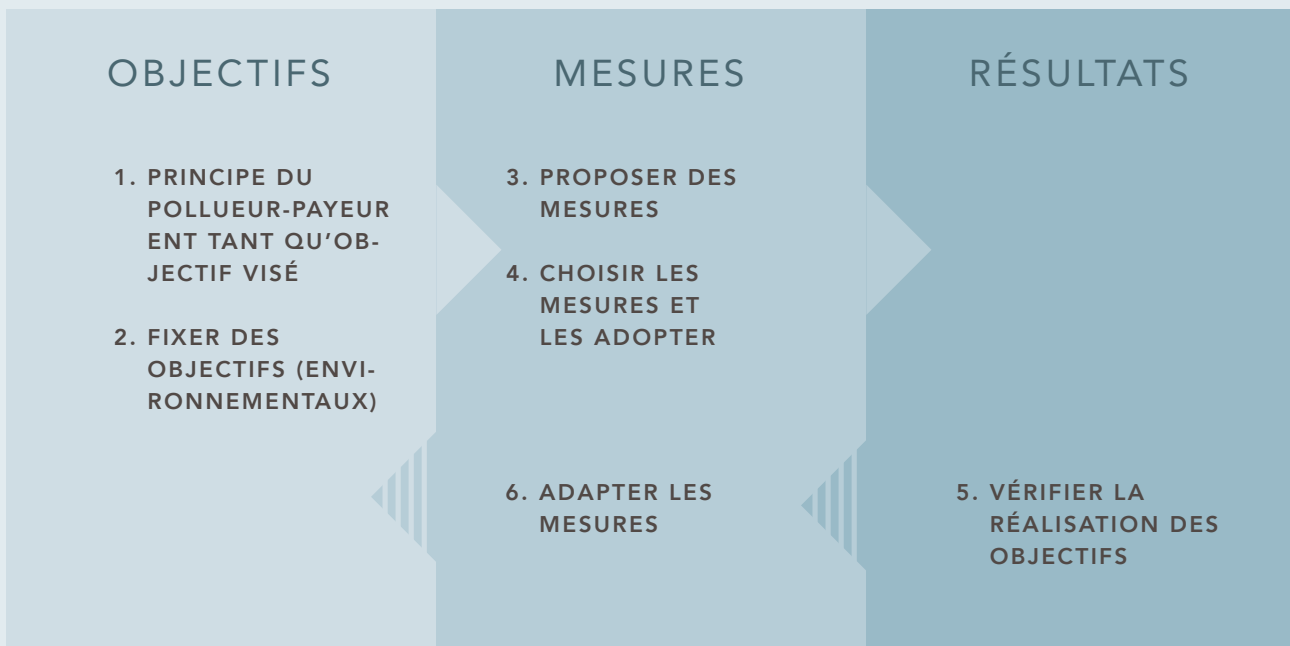 OBJECTIFS
1. PRINCIPE DU
POLLUEUR-PAYEUR
ENT TANT QU'OB-
JECTIF VISÉ
2. FIXER DES
OBJECTIFS (ENVI-
RONNEMENTAUX)
MESURES
3. PROPOSER DES
MESURES
4. CHOISIR LES
MESURES ET
LES ADOPTER
6. ADAPTER LES
MESURES
RÉSULTATS
5. VÉRIFIER LA
RÉALISATION DES
OBJECTIFS